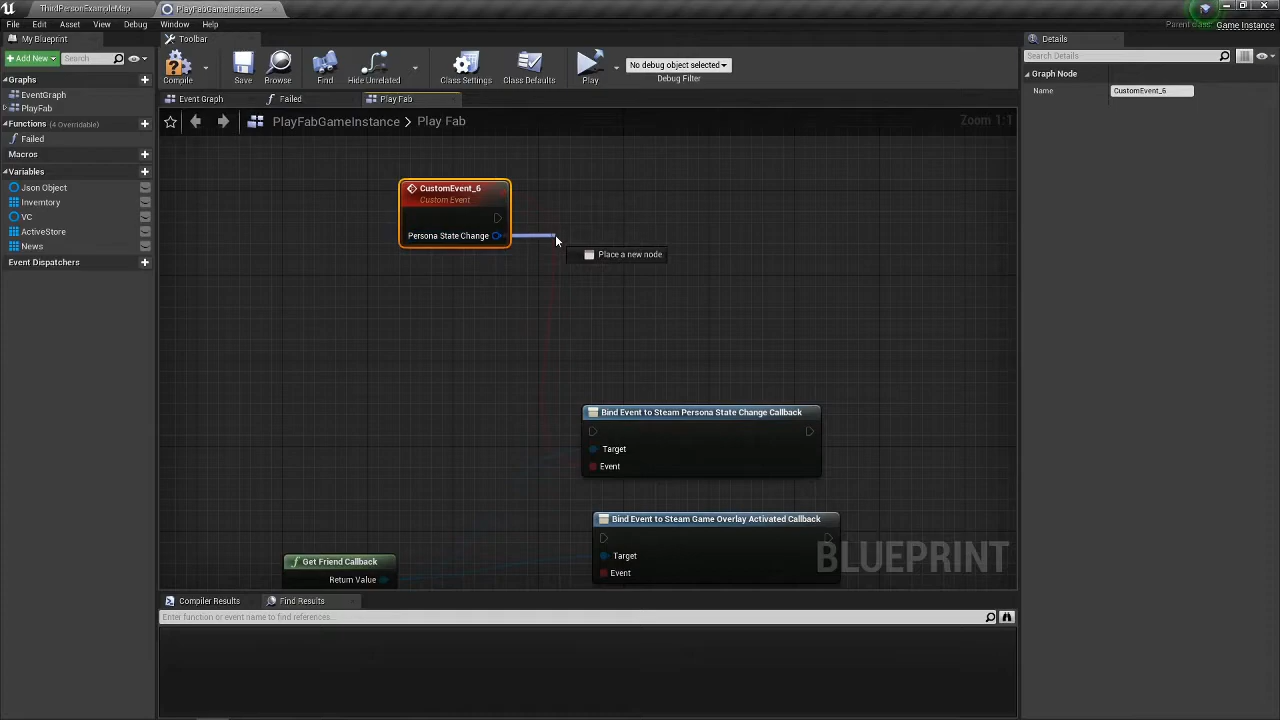 ThirdPersonExampleMap
PlayFabGameInstance*
File Edit Asset View Debug Window Help
Parent class: Game Instance
My Blueprint
Toolbar
Details
Add New
Search
Compile
Save
Browse
Find
Hide Unrelated
Class Settings
Class Defaults
Play
No debug object selected
Debug Filter
Search Details
Graph Node
Name
CustomEvent_6
Graphs
EventGraph
PlayFab
Functions (4 Overridable)
Failed
Macros
Variables
Json Object
Inventory
VC
ActiveStore
News
Event Dispatchers
Event Graph
Failed
Play Fab
PlayFabGameInstance > Play Fab
Zoom 1:1
CustomEvent_6
Custom Event
Persona State Change
Place a new node
Bind Event to Steam Persona State Change Callback
Target
Event
Bind Event to Steam Game Overlay Activated Callback
Target
Event
Get Friend Callback
Return Value
BLUEPRINT
Compiler Results
Find Results
Enter function or event name to find references...